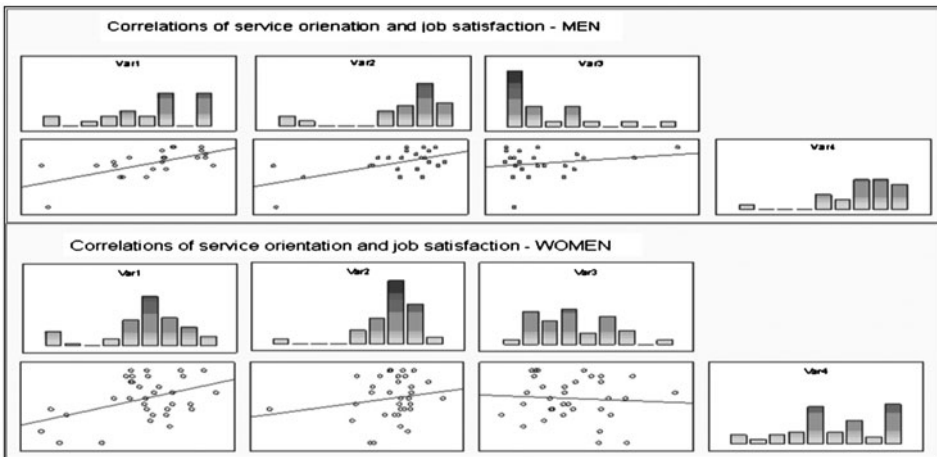 Correlations of service orienation and job satisfaction - MEN
Var1
Var2
Var3
Var4
Correlations of service orientation and job satisfaction - WOMEN
Var1
Var2
Var3
Var4